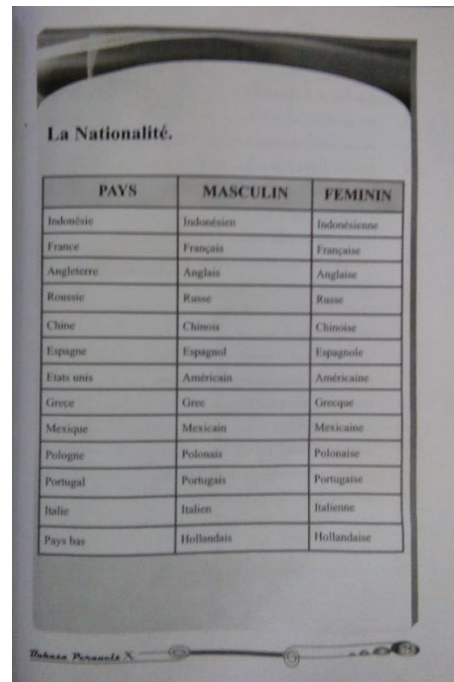 La Nationalité.
PAYS MASCULIN FEMININ
Indonésie Indonésien Indonésienne
France Français Française
Angleterre Anglais Anglaise
Roussie Russe Russe
Chine Chinois Chinoise
Espagne Espagnol Espagnole
Etats unis Américain Américaine
Grece Grec Grecque
Mexique Mexicain Mexicaine
Pologne Polonais Polonaise
Portugal Portugais Portugaise
Italie Italien Italienne
Pays bas Hollandais Hollandaise
Bahasa Perancis X